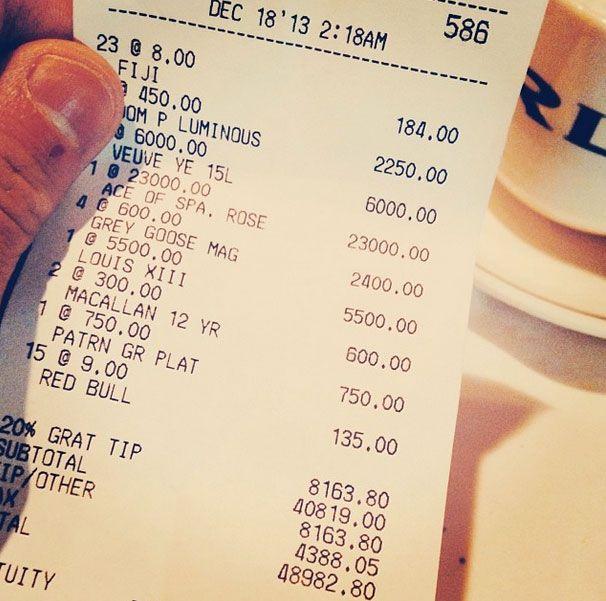 DEC 18'13 2:18AM 586
23 @ 8.00
FIJI 184.00
@ 450.00
OM P LUMINOUS 2250.00
@ 6000.00
VEUVE YE 15L 6000.00
1 @ 23000.00
ACE OF SPA. ROSE 23000.00
4 @ 600.00
GREY GOOSE MAG 2400.00
1 @ 5500.00
LOUIS XIII 5500.00
2 @ 300.00
MACALLAN 12 YR 600.00
1 @ 750.00
PATRN GR PLAT 750.00
15 @ 9.00
RED BULL 135.00
20% GRAT TIP 8163.80
SUBTOTAL 40819.00
IP/OTHER 8163.80
AX 4388.05
TAL 48982.80
TUITY
RL